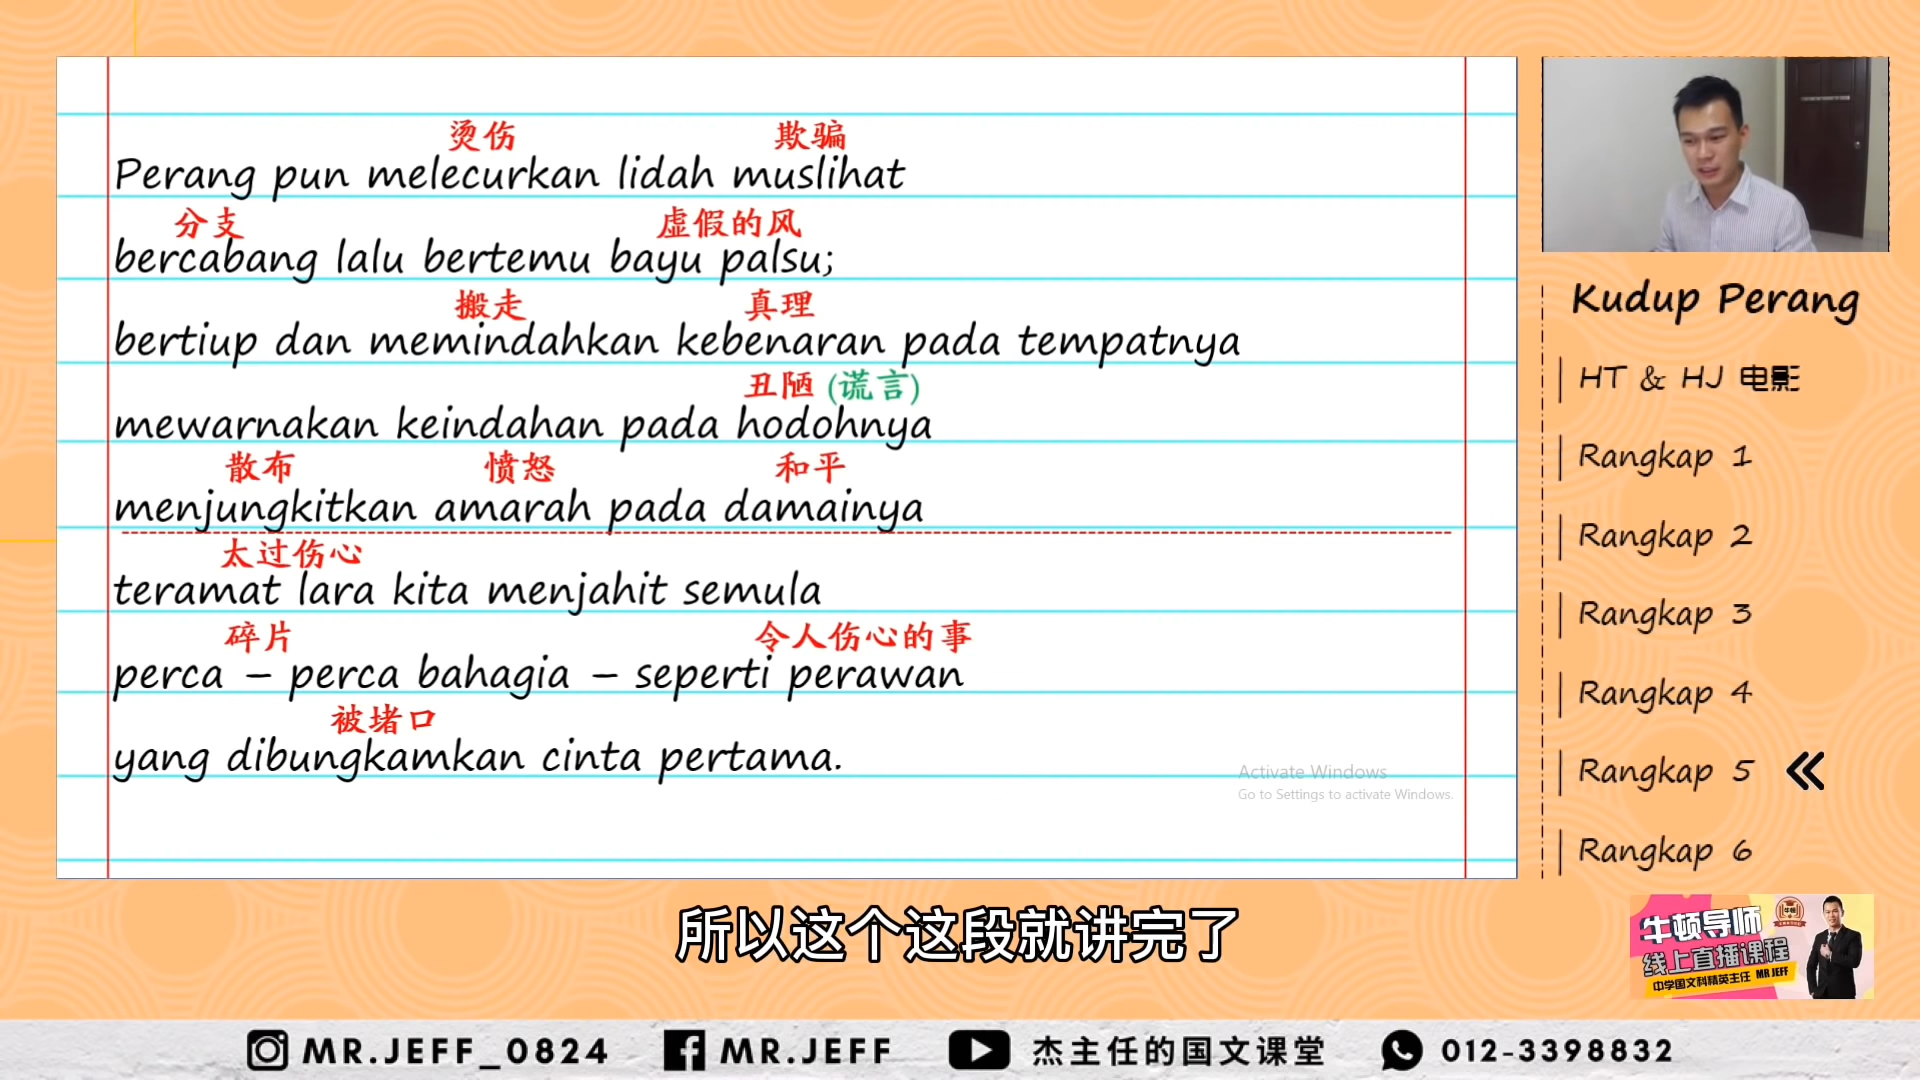 烫伤 欺骗
Perang pun melecurkan lidah muslihat
分支 虚假的风
bercabang lalu bertemu bayu palsu;
搬走 真理
bertiup dan memindahkan kebenaran pada tempatnya
丑陋 (谎言)
mewarnakan keindahan pada hodohnya
散布 愤怒 和平
menjungkitkan amarah pada damainya
太过伤心
teramat lara kita menjahit semula
碎片 令人伤心的事
perca – perca bahagia – seperti perawan
被堵口
yang dibungkamkan cinta pertama.
Activate Windows
Go to Settings to activate Windows.
Kudup Perang
HT & HJ 电影
Rangkap 1
Rangkap 2
Rangkap 3
Rangkap 4
Rangkap 5 «
Rangkap 6
所以这个这段就讲完了
牛顿导师
线上直播课程
中学国文科精英主任 MR JEFF
MR.JEFF_0824 MR.JEFF 杰主任的国文课堂 012-3398832